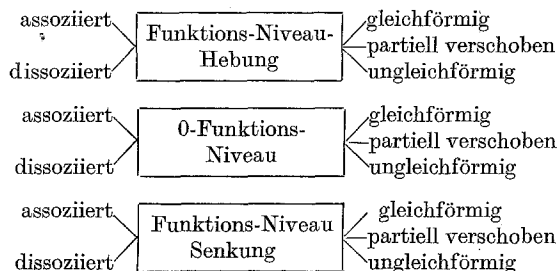 assoziiert
dissoziiert
Funktions-Niveau-
Hebung
gleichförmig
partiell verschoben
ungleichförmig
assoziiert
dissoziiert
0-Funktions-
Niveau
gleichförmig
partiell verschoben
ungleichförmig
assoziiert
dissoziiert
Funktions-Niveau
Senkung
gleichförmig
partiell verschoben
ungleichförmig